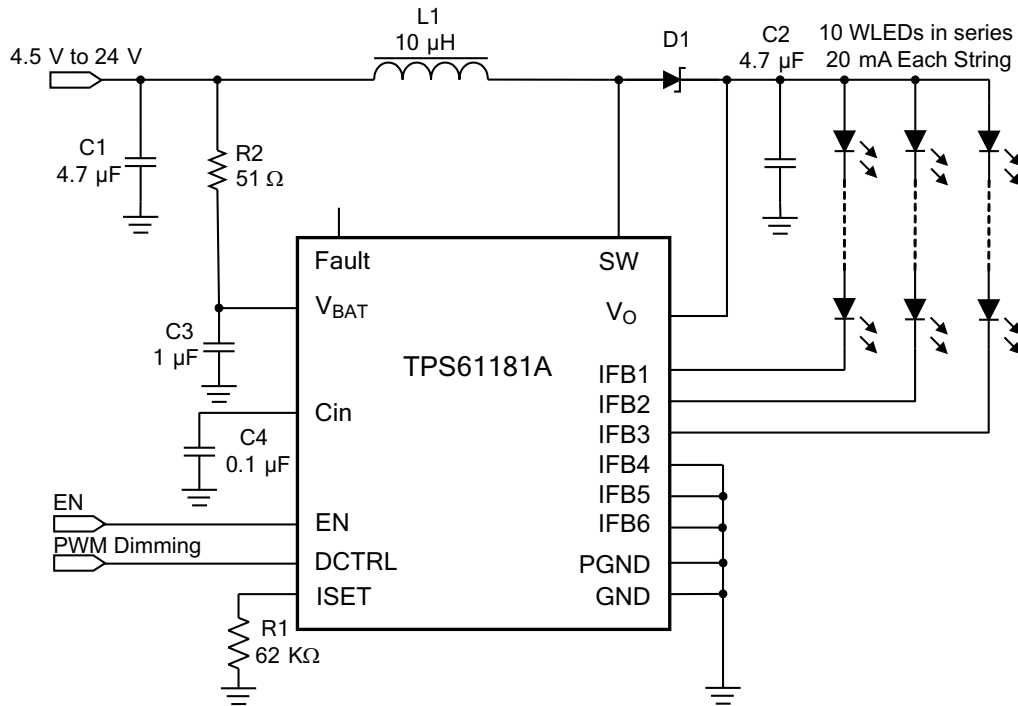 L1
10 µH
4.5 V to 24 V
D1
C2
4.7 µF
10 WLEDs in series
20 mA Each String
C1
4.7 µF
R2
51 Ω
Fault
SW
VBAT
VO
C3
1 µF
TPS61181A
IFB1
IFB2
IFB3
IFB4
IFB5
IFB6
Cin
C4
0.1 µF
EN
EN
PWM Dimming
DCTRL
PGND
ISET
GND
R1
62 KΩ